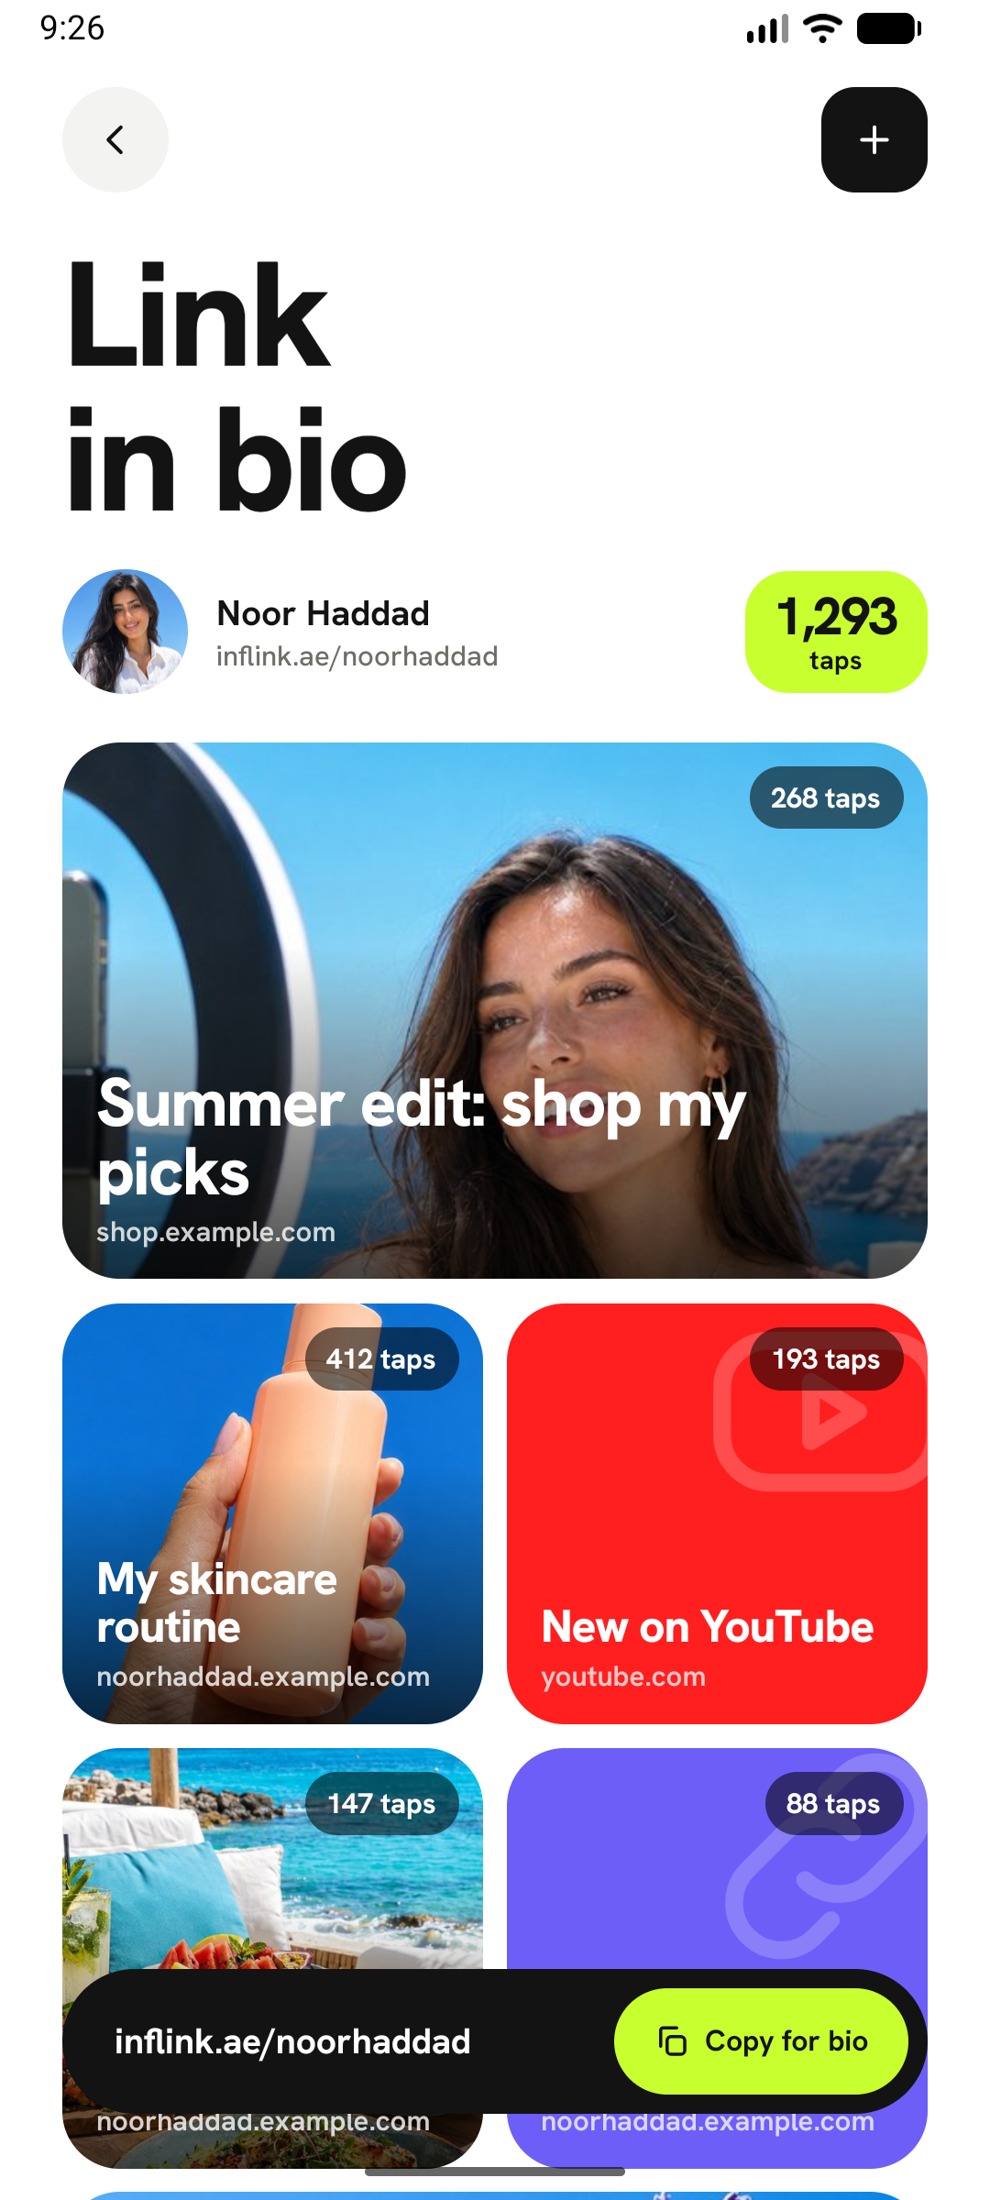 9:26
Link
in bio
Noor Haddad
inflink.ae/noorhaddad
1,293
taps
268 taps
Summer edit: shop my
picks
shop.example.com
412 taps
My skincare
routine
noorhaddad.example.com
193 taps
New on YouTube
youtube.com
147 taps
88 taps
inflink.ae/noorhaddad
Copy for bio
noorhaddad.example.com
noorhaddad.example.com